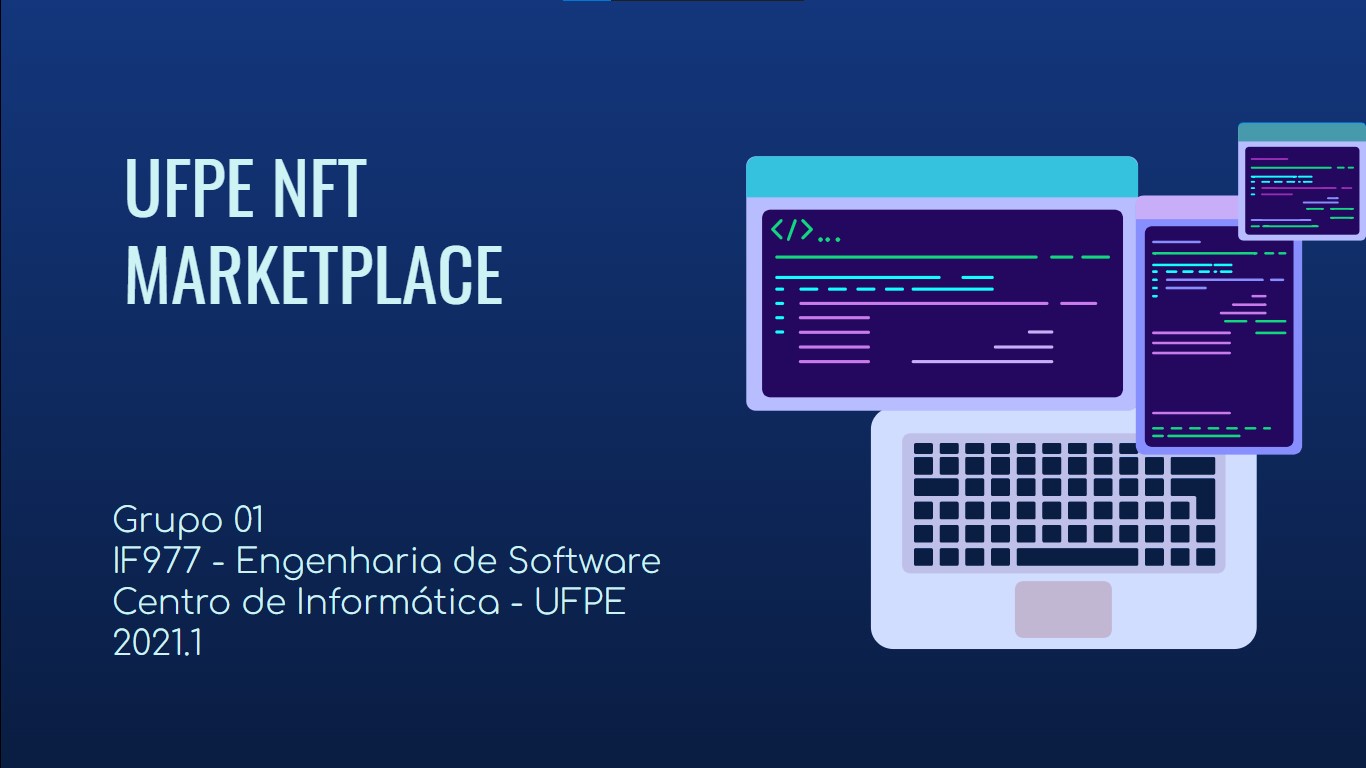 UFPE NFT
MARKETPLACE
</>...
Grupo 01
IF977 - Engenharia de Software
Centro de Informática - UFPE
2021.1